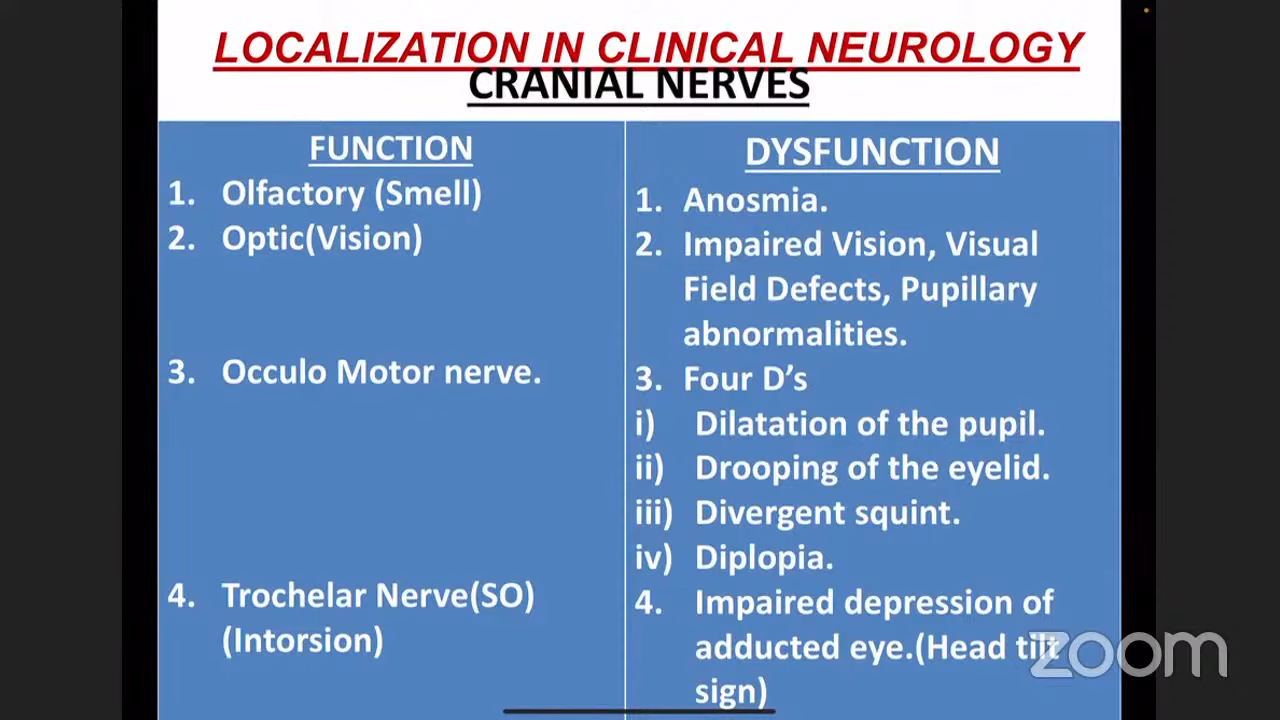 LOCALIZATION IN CLINICAL NEUROLOGY
CRANIAL NERVES
FUNCTION
1. Olfactory (Smell)
2. Optic(Vision)
3. Occulo Motor nerve.
4. Trochelar Nerve(SO)
(Intorsion)
DYSFUNCTION
1. Anosmia.
2. Impaired Vision, Visual
Field Defects, Pupillary
abnormalities.
3. Four D's
i) Dilatation of the pupil.
ii) Drooping of the eyelid.
iii) Divergent squint.
iv) Diplopia.
4. Impaired depression of
adducted eye.(Head tilt
sign)
zoom